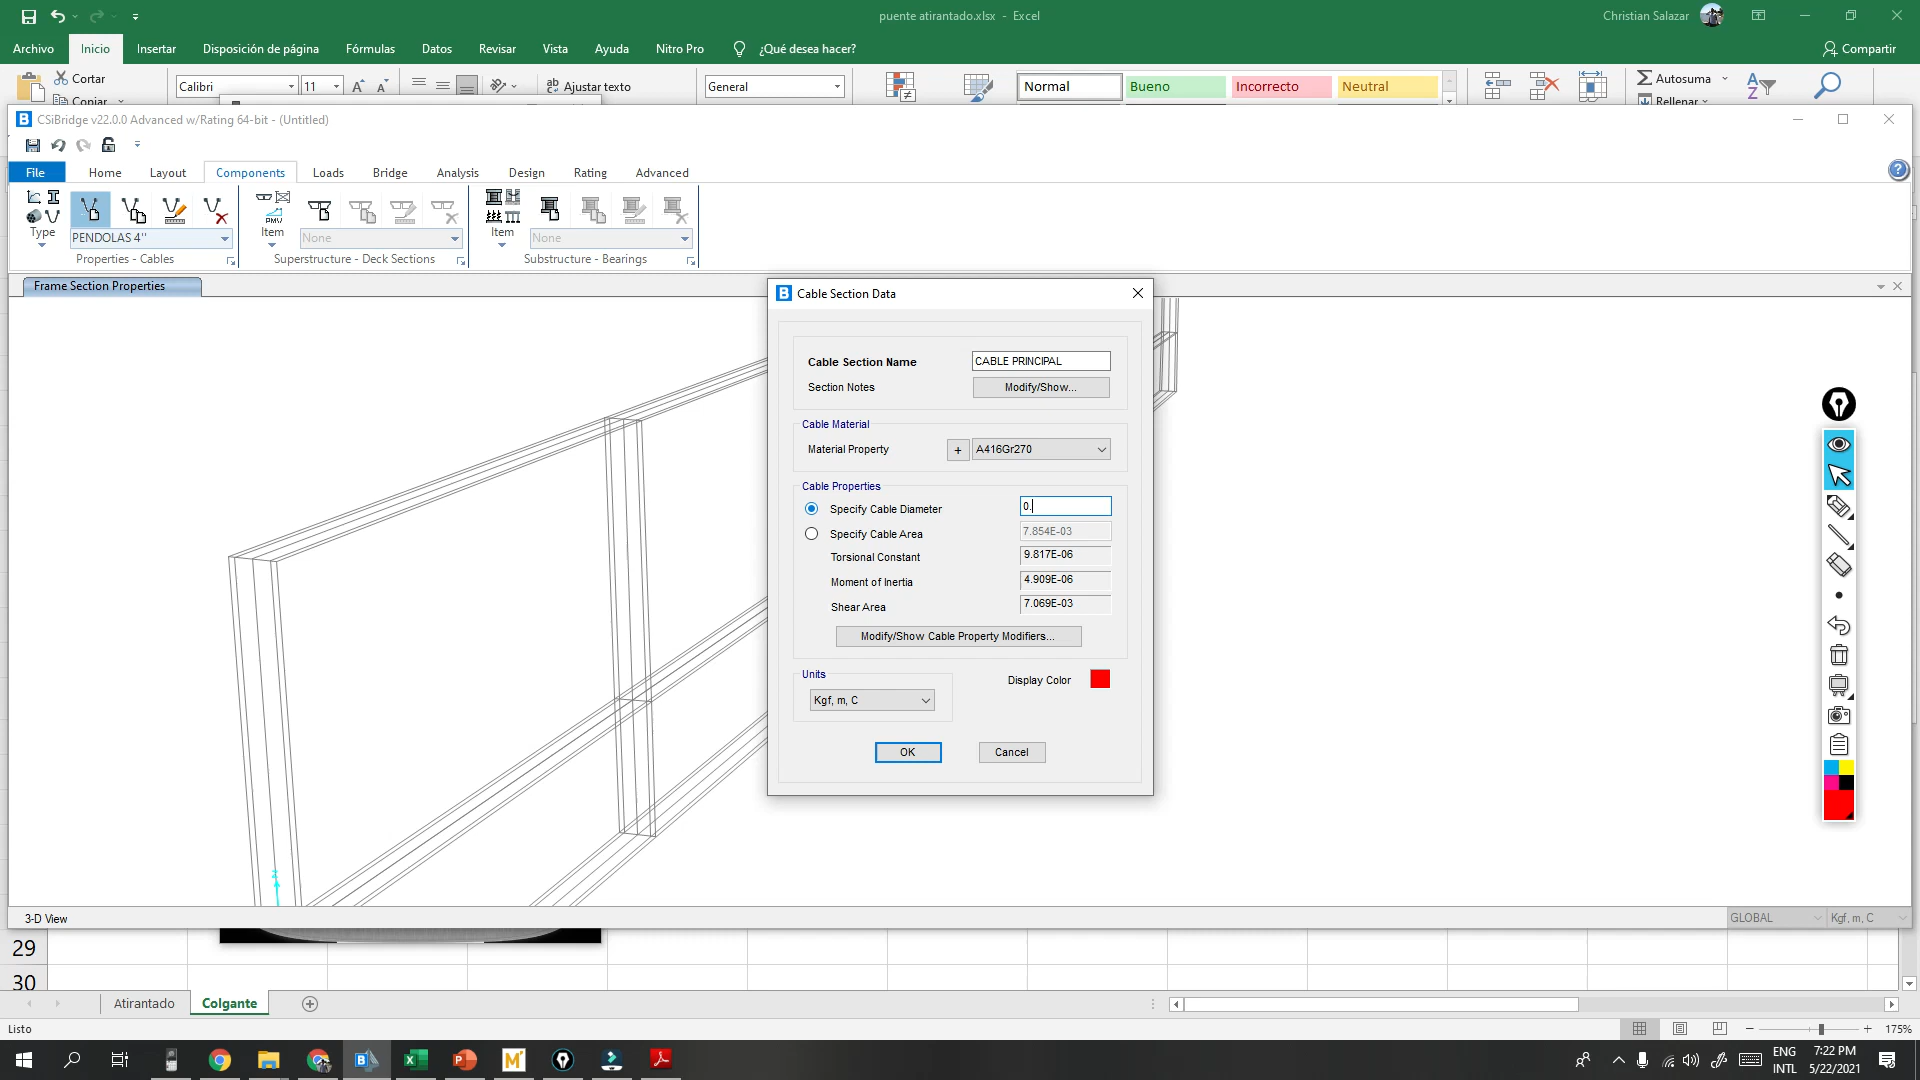 puente atirantado.xlsx - Excel
Christian Salazar
Archivo Inicio Insertar Disposición de página Fórmulas Datos Revisar Vista Ayuda Nitro Pro ¿Qué desea hacer? Compartir
Cortar
Calibri 11 Ajustar texto General Normal Bueno Incorrecto Neutral Autosuma
Copiar
Rellenar
CSiBridge v22.0.0 Advanced w/Rating 64-bit - (Untitled)
File Home Layout Components Loads Bridge Analysis Design Rating Advanced
Type Item Item
PENDOLAS 4'' None None
Properties - Cables Superstructure - Deck Sections Substructure - Bearings
Frame Section Properties
Cable Section Data
Cable Section Name CABLE PRINCIPAL
Section Notes Modify/Show...
Cable Material
Material Property + A416Gr270
Cable Properties
Specify Cable Diameter 0.
Specify Cable Area 7.854E-03
Torsional Constant 9.817E-06
Moment of Inertia 4.909E-06
Shear Area 7.069E-03
Modify/Show Cable Property Modifiers...
Units
Display Color
Kgf, m, C
OK Cancel
Z
3-D View GLOBAL Kgf, m, C
29
30
Atirantado Colgante
Listo 175%
ENG
INTL
7:22 PM
5/22/2021